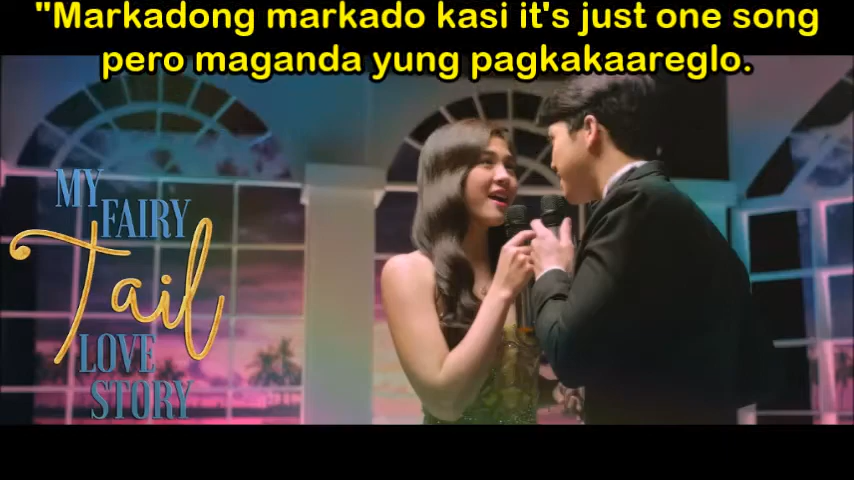 "Markadong markado kasi it's just one song
pero maganda yung pagkakaareglo.
MY
FAIRY
Tail
LOVE
STORY